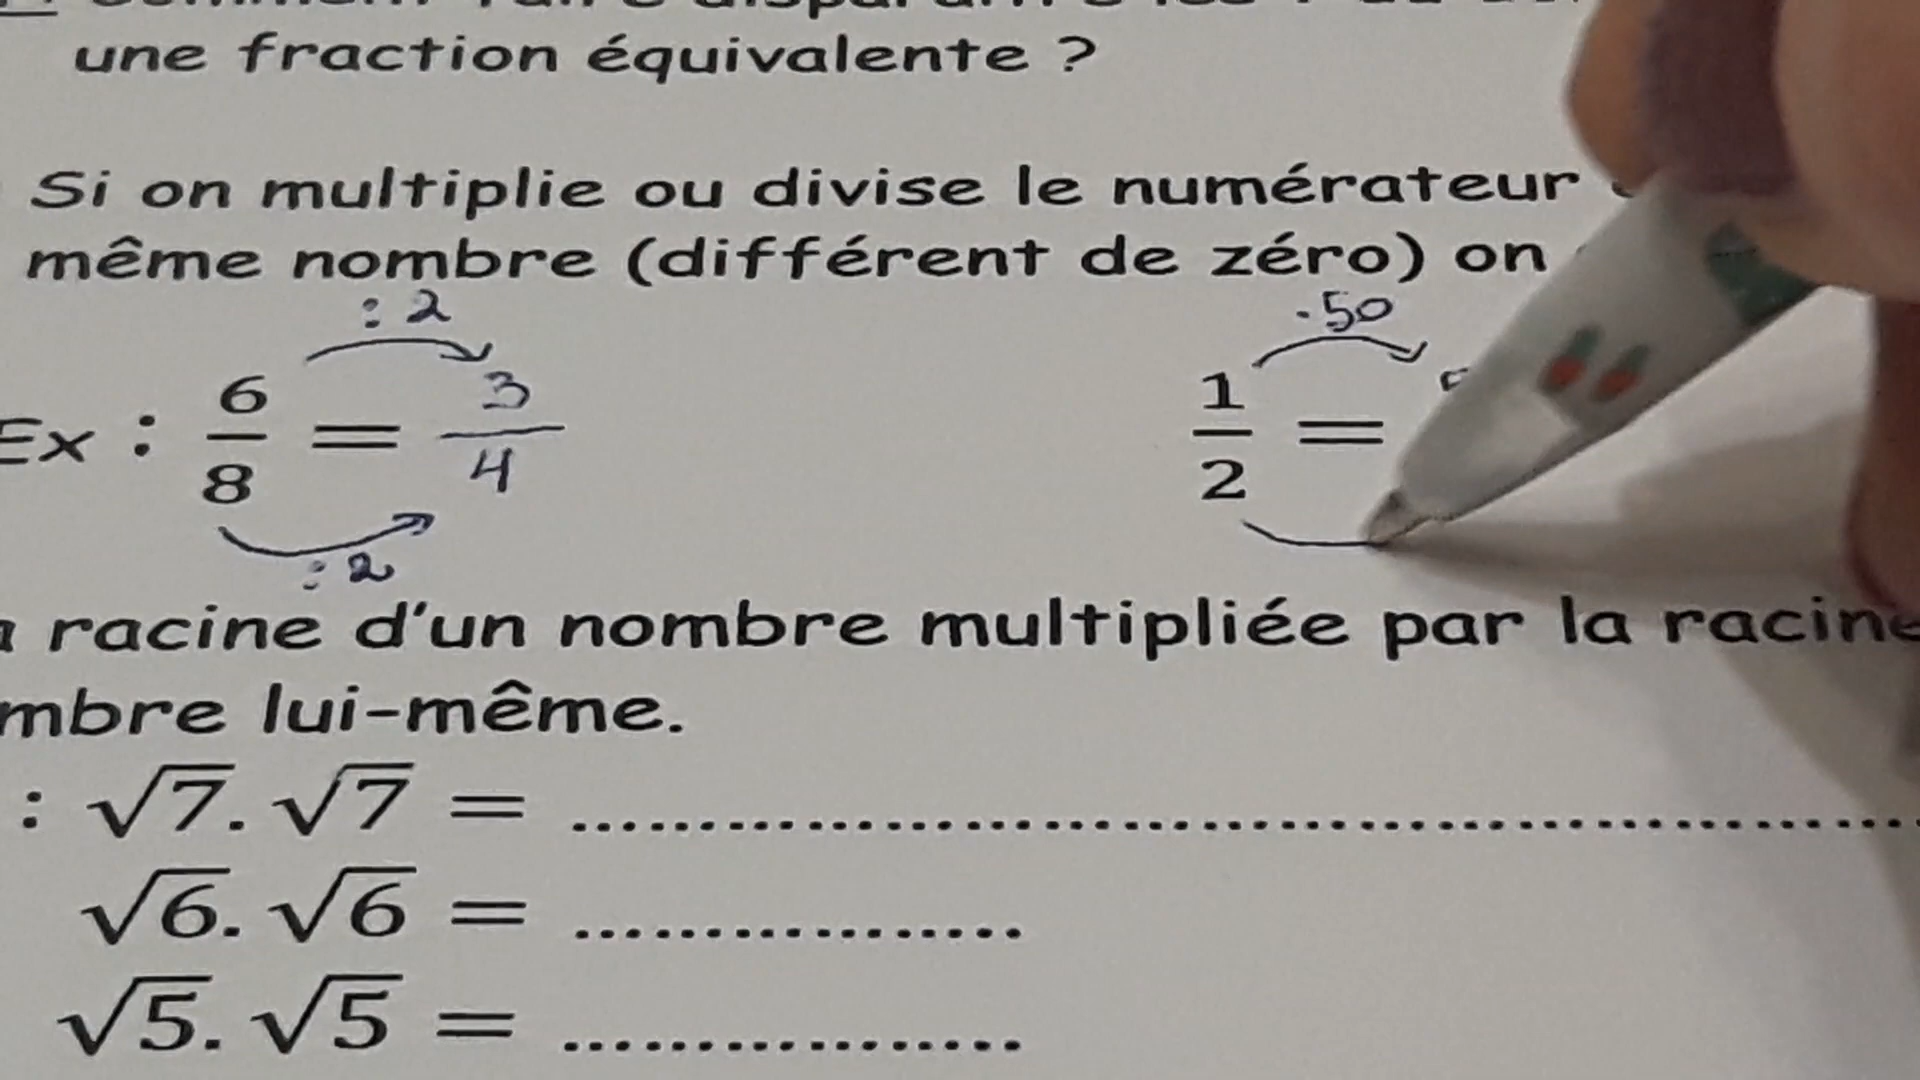 une fraction équivalente ?
Si on multiplie ou divise le numérateur
même nombre (différent de zéro) on
: 2
·50
Ex : 6/8 = 3/4
1/2 =
: 2
racine d'un nombre multipliée par la racine
mbre lui-même.
: √7. √7 = ..................................................
√6. √6 = .................
√5. √5 = .................